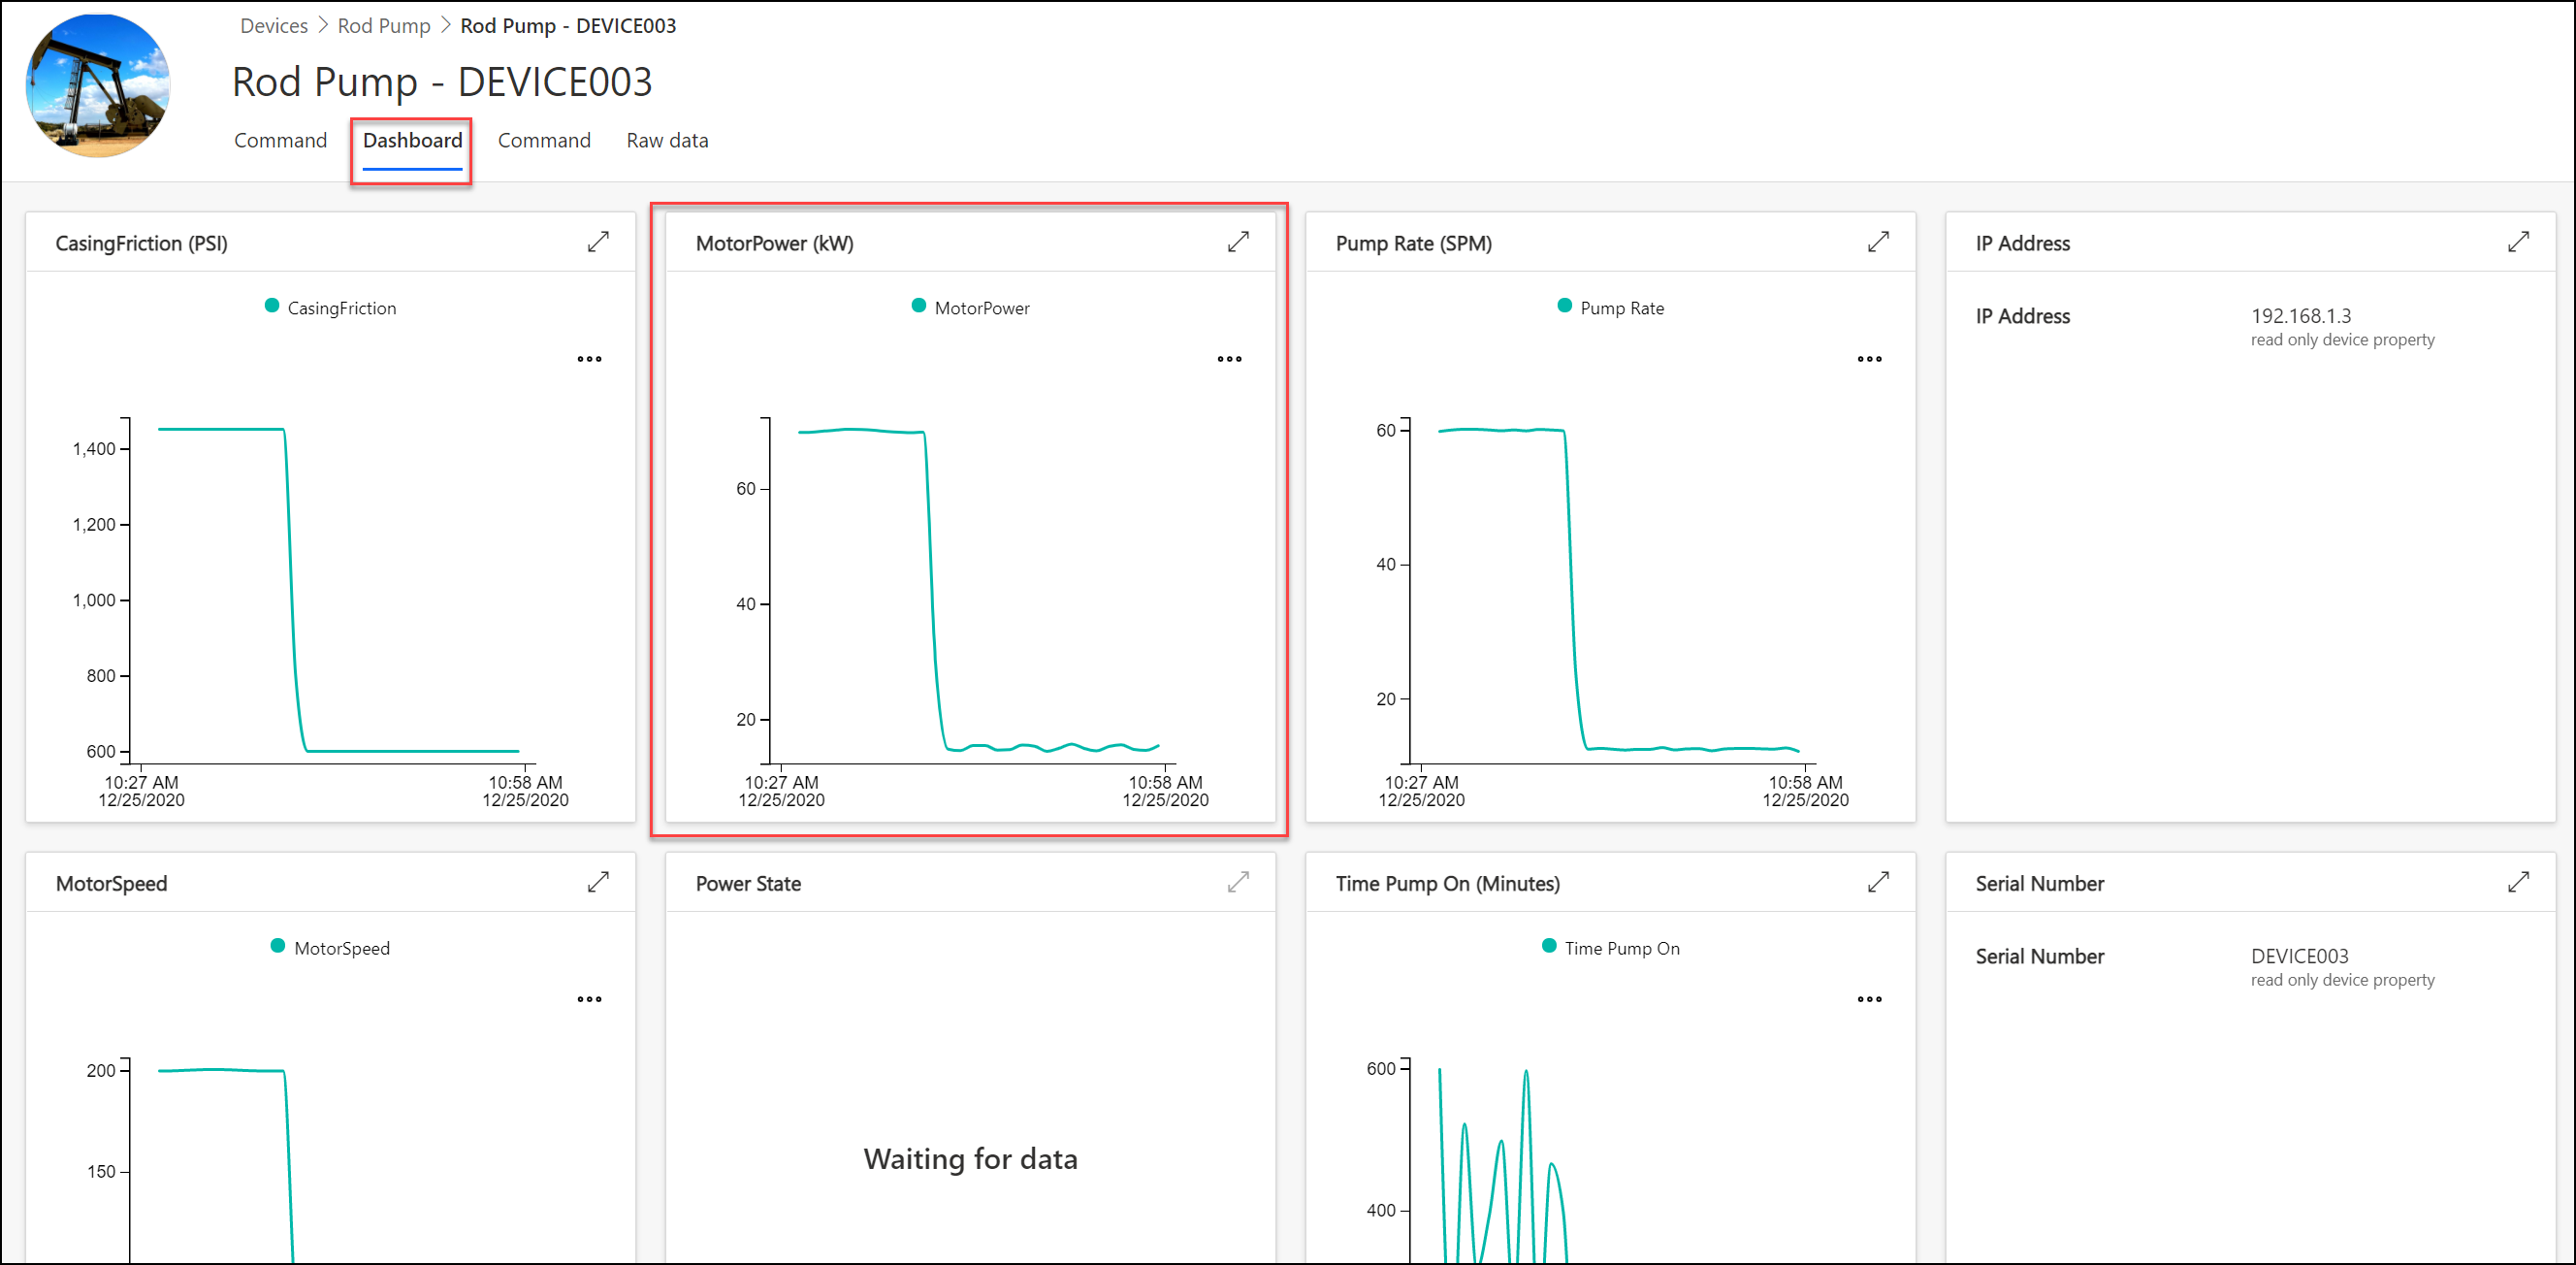 Devices > Rod Pump > Rod Pump - DEVICE003
Rod Pump - DEVICE003
Command Dashboard Command Raw data
CasingFriction (PSI)
CasingFriction
1,400
1,200
1,000
800
600
10:27 AM 10:58 AM
12/25/2020 12/25/2020
MotorPower (kW)
MotorPower
60
40
20
10:27 AM 10:58 AM
12/25/2020 12/25/2020
Pump Rate (SPM)
Pump Rate
60
40
20
10:27 AM 10:58 AM
12/25/2020 12/25/2020
IP Address
IP Address 192.168.1.3
read only device property
MotorSpeed
MotorSpeed
200
150
Power State
Waiting for data
Time Pump On (Minutes)
Time Pump On
600
400
Serial Number
Serial Number DEVICE003
read only device property